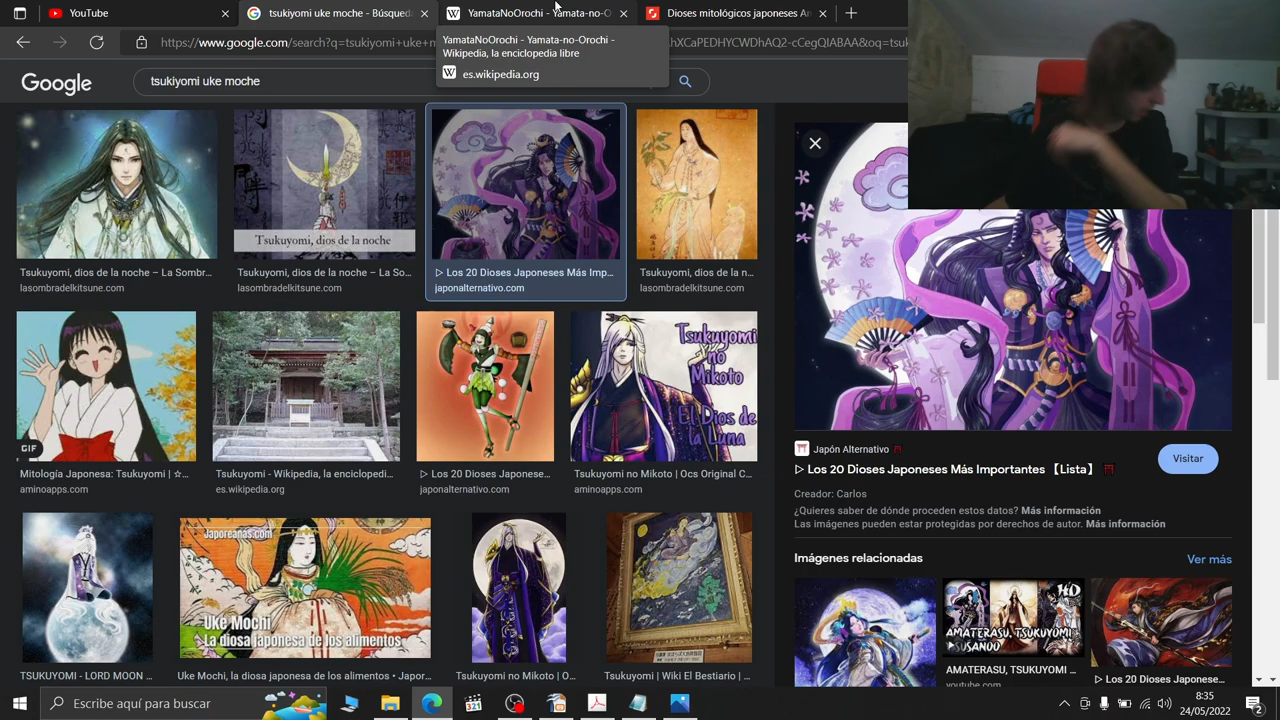 YouTube
tsukiyomi uke moche - Búsqued
YamataNoOrochi - Yamata-no-O
Dioses mitológicos japoneses An
https://www.google.com/search?q=tsukiyomi+uke+m
hXCaPEDHYCWDhAQ2-cCegQIABAA&oq=tsuki
YamataNoOrochi - Yamata-no-Orochi -
Wikipedia, la enciclopedia libre
es.wikipedia.org
Google
tsukiyomi uke moche
Tsukuyomi, dios de la noche
Tsukuyomi, dios de la noche – La Sombr...
lasombradelkitsune.com
Tsukuyomi, dios de la noche – La So...
lasombradelkitsune.com
▷ Los 20 Dioses Japoneses Más Imp...
japonalternativo.com
Tsukuyomi, dios de la n...
lasombradelkitsune.com
GIF
Tsukuyomi
no
Mikoto
El Dios de
la Luna
Mitología Japonesa: Tsukuyomi | ☆...
aminoapps.com
Tsukuyomi - Wikipedia, la enciclopedi...
es.wikipedia.org
▷ Los 20 Dioses Japonese...
japonalternativo.com
Tsukuyomi no Mikoto | Ocs Original C...
aminoapps.com
Japoreanas.com
Uke Mochi
La diosa japonesa de los alimentos
TSUKUYOMI - LORD MOON ...
Uke Mochi, la diosa japonesa de los alimentos • Japor...
Tsukuyomi no Mikoto | O...
Tsukuyomi | Wiki El Bestiario | ...
Japón Alternativo
▷ Los 20 Dioses Japoneses Más Importantes 【Lista】
Visitar
Creador: Carlos
¿Quieres saber de dónde proceden estos datos? Más información
Las imágenes pueden estar protegidas por derechos de autor. Más información
Imágenes relacionadas
Ver más
HD
AMATERASU, TSUKUYOMI
SUSANOO
AMATERASU, TSUKUYOMI ...
youtube.com
▷ Los 20 Dioses Japonese...
Escribe aquí para buscar
321
8:35
24/05/2022
2